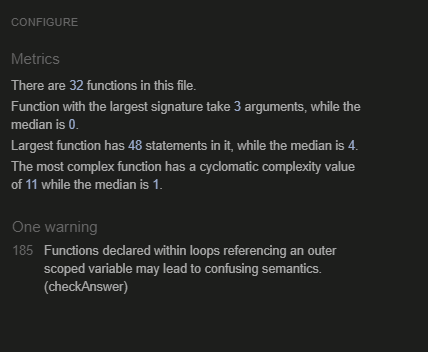 CONFIGURE
Metrics
There are 32 functions in this file.
Function with the largest signature take 3 arguments, while the
median is 0.
Largest function has 48 statements in it, while the median is 4.
The most complex function has a cyclomatic complexity value
of 11 while the median is 1.
One warning
185 Functions declared within loops referencing an outer
scoped variable may lead to confusing semantics.
(checkAnswer)